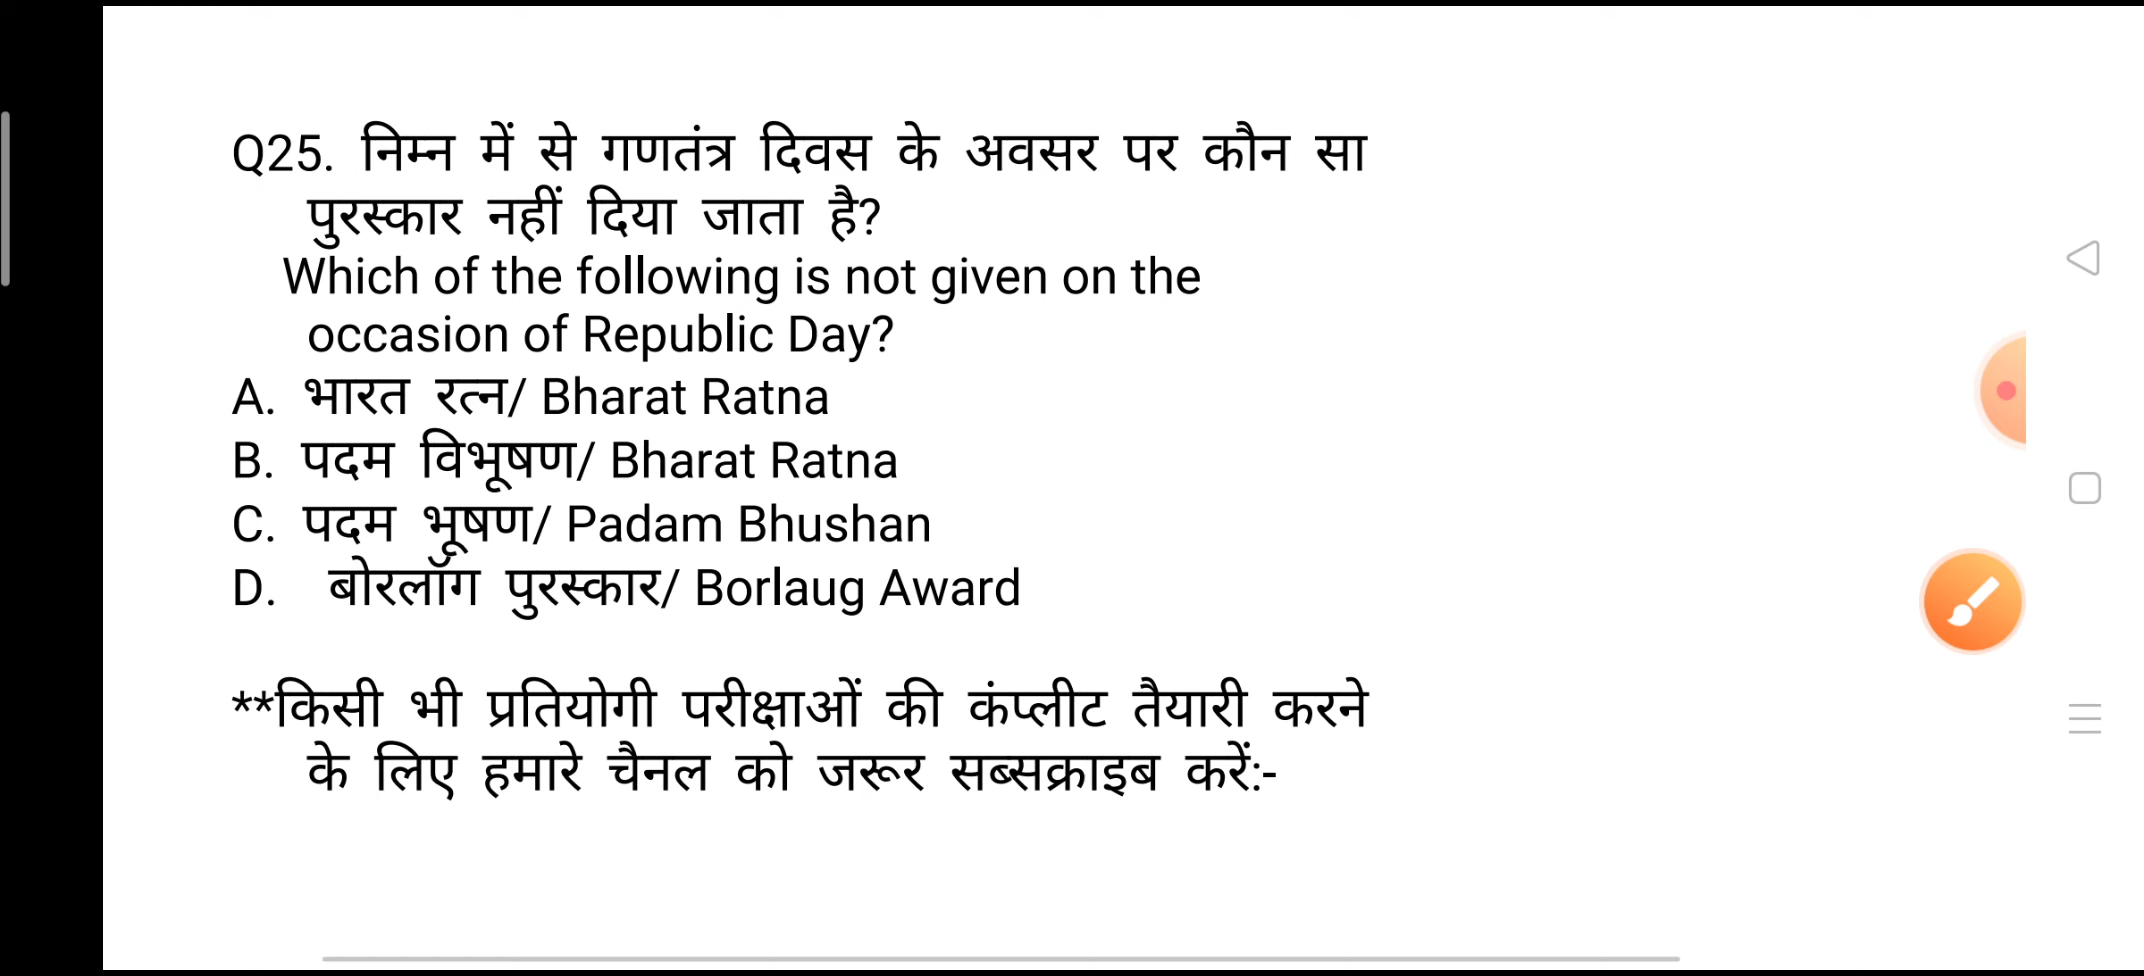 Q25. निम्न में से गणतंत्र दिवस के अवसर पर कौन सा
पुरस्कार नहीं दिया जाता है?
Which of the following is not given on the
occasion of Republic Day?
A. भारत रत्न/ Bharat Ratna
B. पदम विभूषण/ Bharat Ratna
C. पदम भूषण/ Padam Bhushan
D. बोरलॉग पुरस्कार/ Borlaug Award
**किसी भी प्रतियोगी परीक्षाओं की कंप्लीट तैयारी करने
के लिए हमारे चैनल को जरूर सब्सक्राइब करें:-